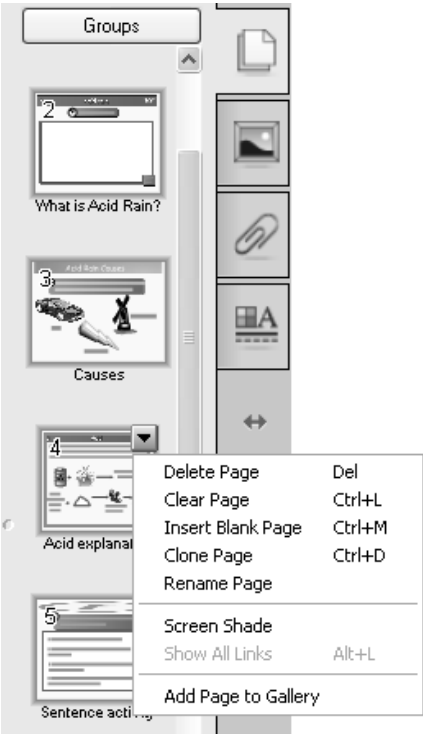 Groups
2
What is Acid Rain?
Acid Rain Causes
3
Causes
4
Acid explana
Delete Page Del
Clear Page Ctrl+L
Insert Blank Page Ctrl+M
Clone Page Ctrl+D
Rename Page
Screen Shade
Show All Links Alt+L
Add Page to Gallery
5
Sentence acti
A